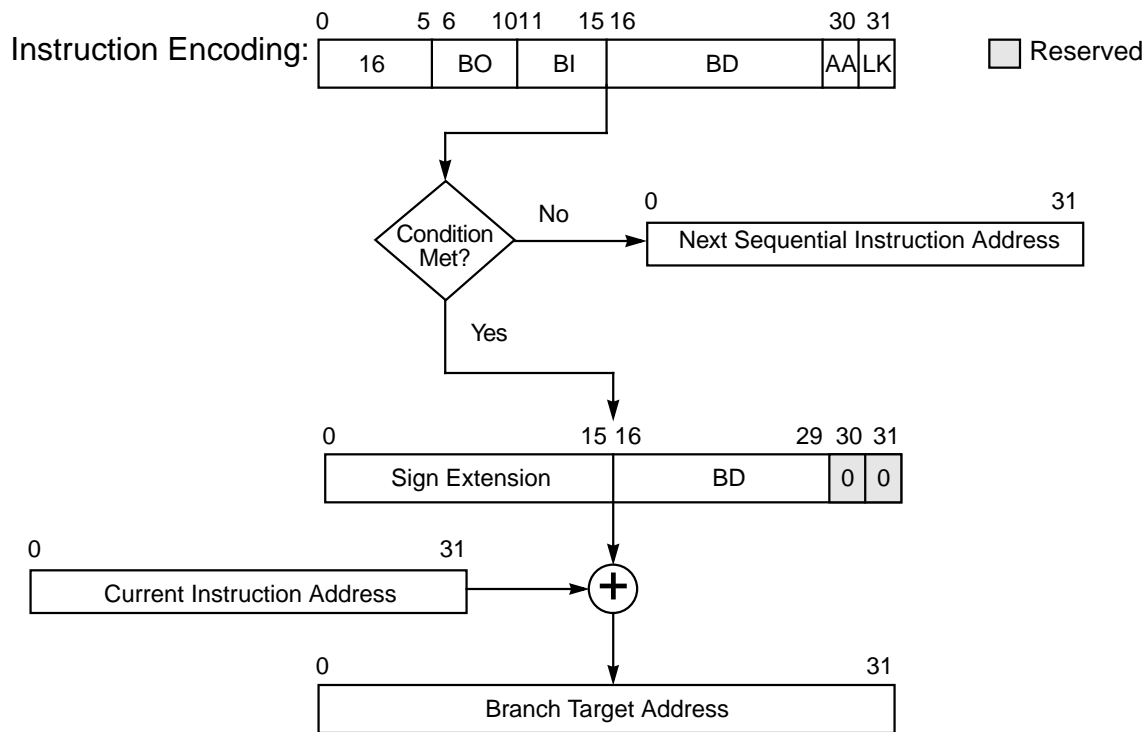 0 5 6 10 11 15 16 30 31
Instruction Encoding: 16 BO BI BD AA LK Reserved
No 0 31
Condition Met? Next Sequential Instruction Address
Yes
0 15 16 29 30 31
Sign Extension BD 0 0
0 31
Current Instruction Address +
0 31
Branch Target Address